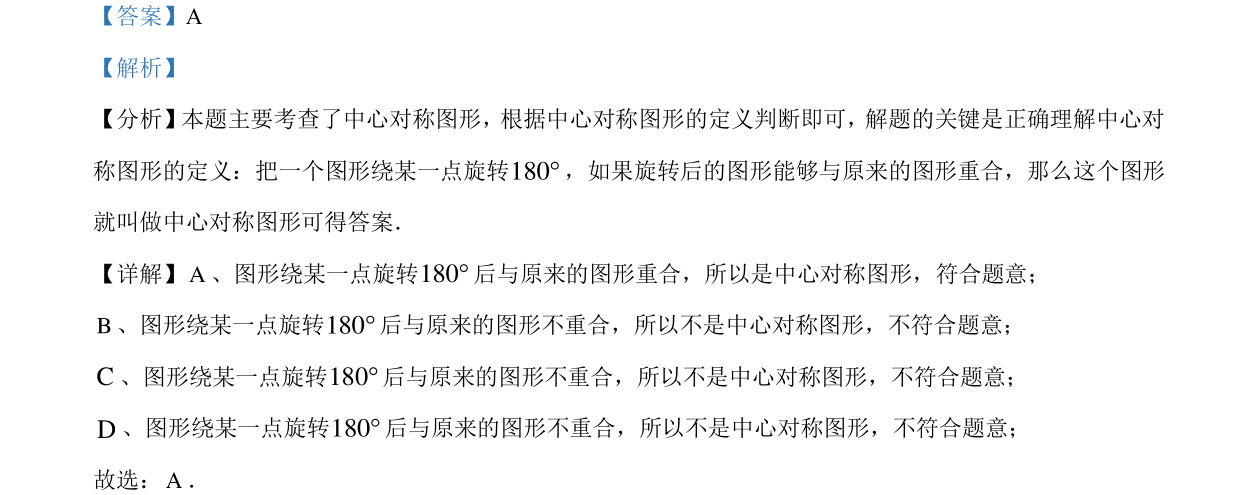 【答案】A
【解析】
【分析】本题主要考查了中心对称图形，根据中心对称图形的定义判断即可，解题的关键是正确理解中心对
称图形的定义：把一个图形绕某一点旋转180°，如果旋转后的图形能够与原来的图形重合，那么这个图形
就叫做中心对称图形可得答案．
【详解】A、图形绕某一点旋转180°后与原来的图形重合，所以是中心对称图形，符合题意；
B、图形绕某一点旋转180°后与原来的图形不重合，所以不是中心对称图形，不符合题意；
C、图形绕某一点旋转180°后与原来的图形不重合，所以不是中心对称图形，不符合题意；
D、图形绕某一点旋转180°后与原来的图形不重合，所以不是中心对称图形，不符合题意；
故选：A．